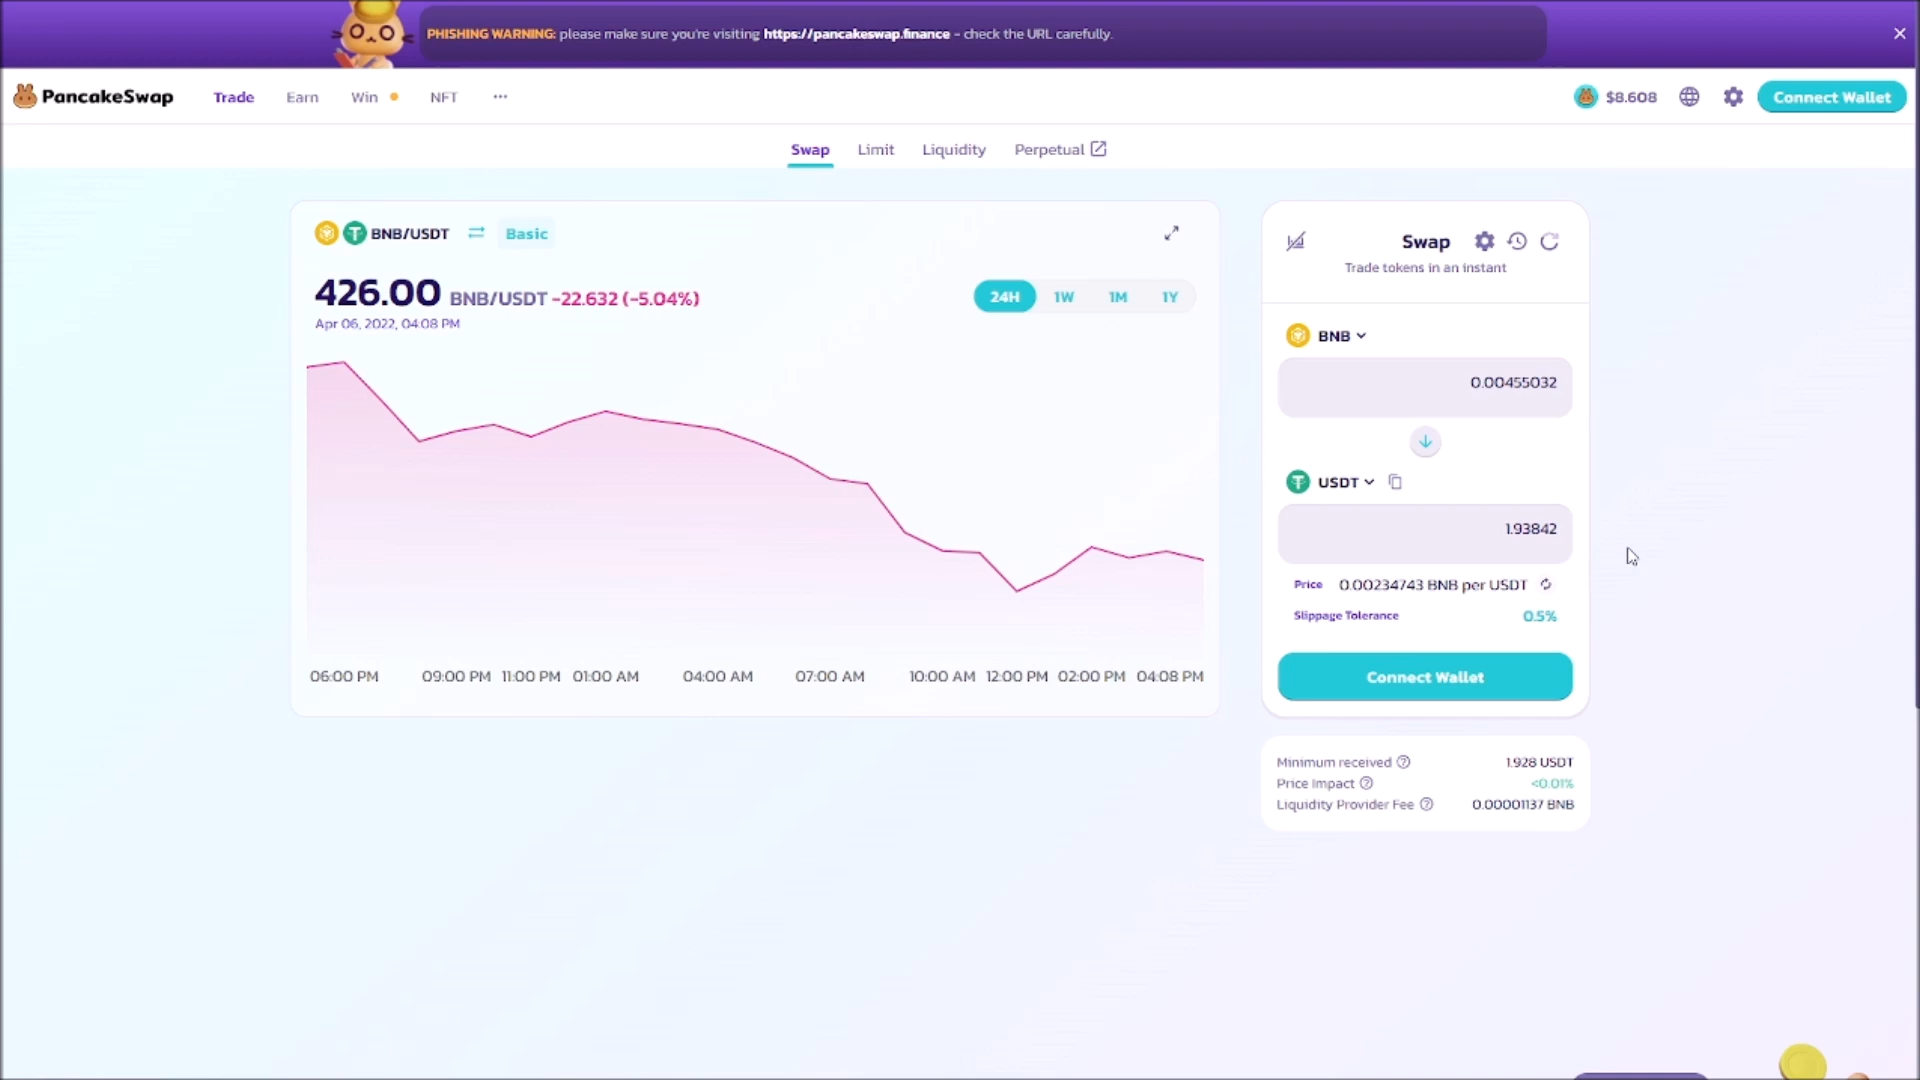 PHISHING WARNING: please make sure you're visiting https://pancakeswap.finance - check the URL carefully.
PancakeSwap Trade Earn Win NFT $8.608 Connect Wallet
Swap Limit Liquidity Perpetual
BNB/USDT Basic
426.00 BNB/USDT -22.632 (-5.04%)
Apr 06, 2022, 04:08 PM
24H 1W 1M 1Y
06:00 PM 09:00 PM 11:00 PM 01:00 AM 04:00 AM 07:00 AM 10:00 AM 12:00 PM 02:00 PM 04:08 PM
Swap
Trade tokens in an instant
BNB
0.00455032
USDT
1.93842
Price 0.00234743 BNB per USDT
Slippage Tolerance 0.5%
Connect Wallet
Minimum received 1.928 USDT
Price Impact <0.01%
Liquidity Provider Fee 0.00001137 BNB